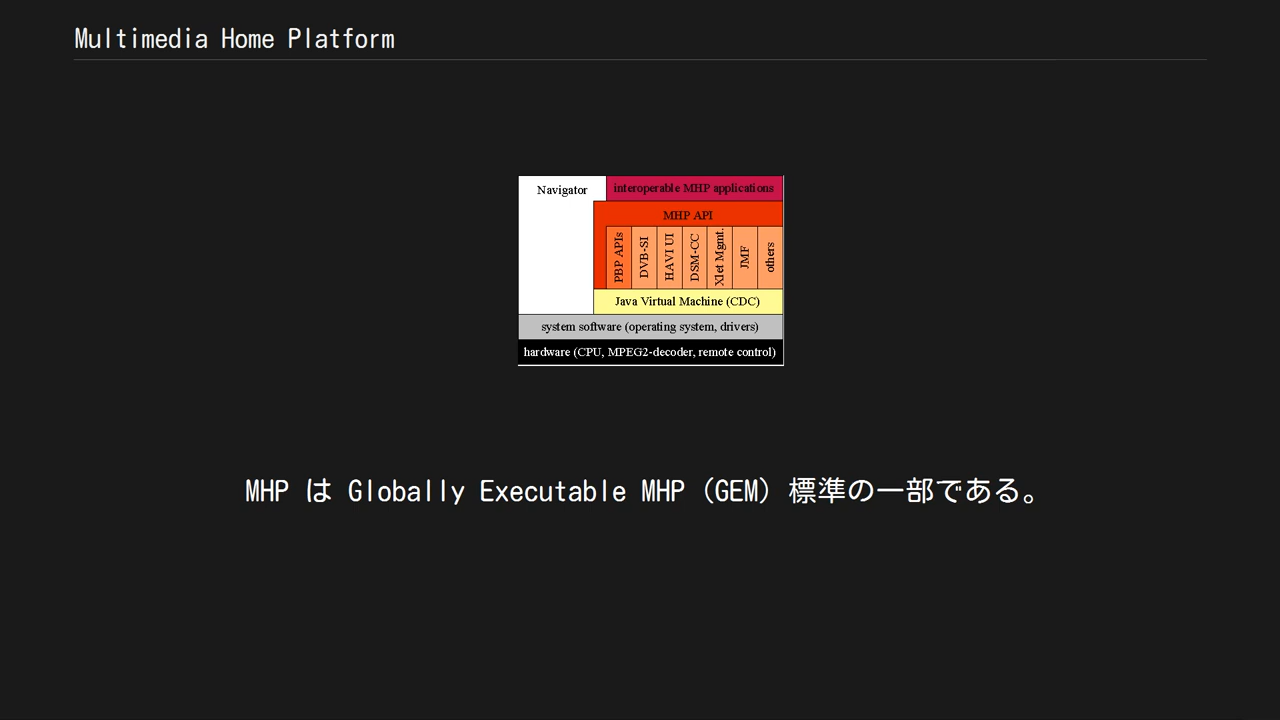 Multimedia Home Platform
Navigator
interoperable MHP applications
MHP API
PBP APIs
DVB-SI
HAVI UI
DSM-CC
Xlet Mgmt.
JMF
others
Java Virtual Machine (CDC)
system software (operating system, drivers)
hardware (CPU, MPEG2-decoder, remote control)
MHP は Globally Executable MHP（GEM）標準の一部である。